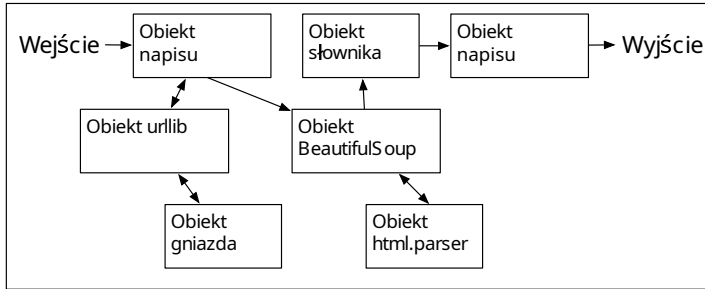 Wejście
Obiekt
napisu
Obiekt
słownika
Obiekt
napisu
Wyjście
Obiekt urllib
Obiekt
BeautifulSoup
Obiekt
gniazda
Obiekt
html.parser